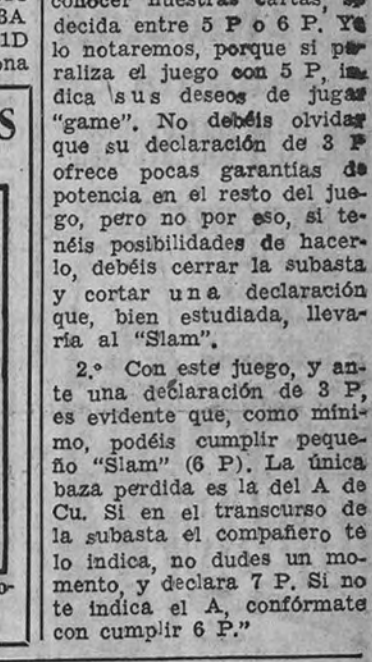 conocer nuestras cartas, se
decida entre 5 P o 6 P. Ya
lo notaremos, porque si pa-
raliza el juego con 5 P, in-
dica sus deseos de jugar
"game". No debéis olvidar
que su declaración de 3 P
ofrece pocas garantías de
potencia en el resto del jue-
go, pero no por eso, si te-
néis posibilidades de hacer-
lo, debéis cerrar la subasta
y cortar una declaración
que, bien estudiada, lleva-
ría al "Slam".
2.º Con este juego, y an-
te una declaración de 3 P,
es evidente que, como míni-
mo, podéis cumplir peque-
ño "Slam" (6 P). La única
baza perdida es la del A de
Cu. Si en el transcurso de
la subasta el compañero te
lo indica, no dudes un mo-
mento, y declara 7 P. Si no
te indica el A, confórmate
con cumplir 6 P."